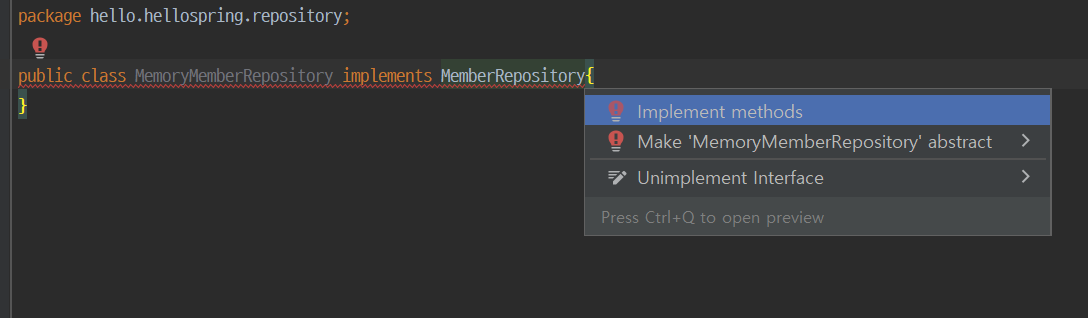 package hello.hellospring.repository;
public class MemoryMemberRepository implements MemberRepository{
}
Implement methods
Make 'MemoryMemberRepository' abstract
Unimplement Interface
Press Ctrl+Q to open preview